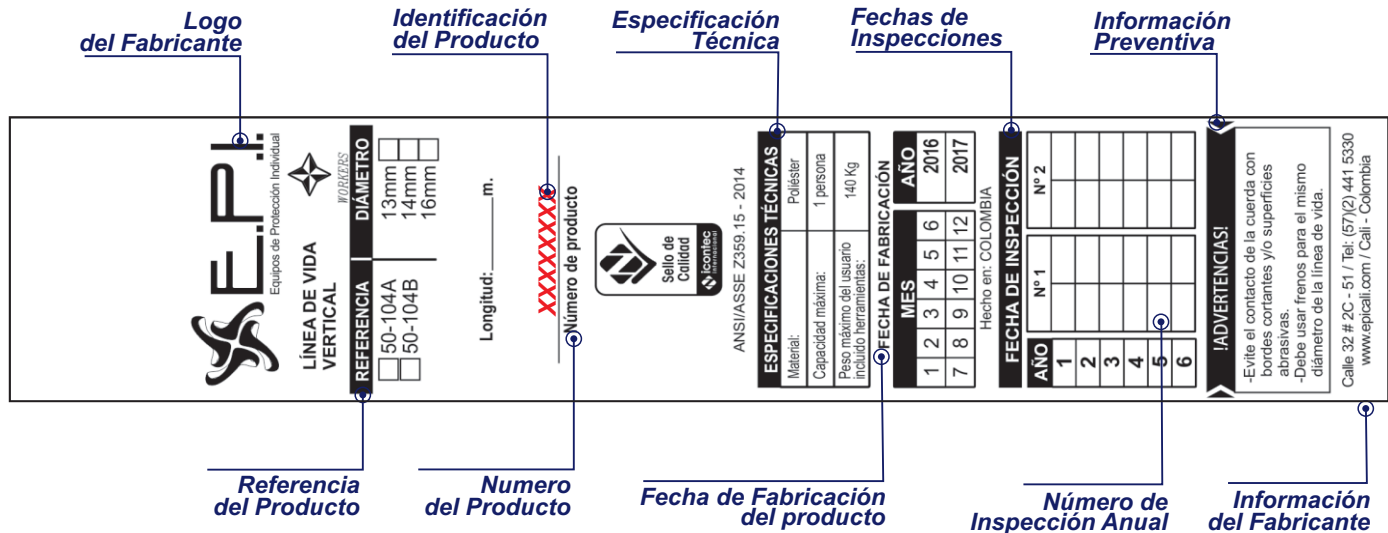 Logo
del Fabricante
Identificación
del Producto
Especificación
Técnica
Fechas de
Inspecciones
Información
Preventiva
E.P.I.
Equipos de Protección Individual
LÍNEA DE VIDA
VERTICAL
WORKERS
REFERENCIA DIÁMETRO
50-104A 13mm
50-104B 14mm
16mm
Longitud:________m.
XXXXXXXX
Número de producto
Sello de
Calidad
icontec
internacional
ANSI/ASSE Z359.15 - 2014
ESPECIFICACIONES TÉCNICAS
Material: Poliéster
Capacidad máxima: 1 persona
Peso máximo del usuario
incluido herramientas: 140 Kg
FECHA DE FABRICACIÓN
MES AÑO
1 2 3 4 5 6 2016
7 8 9 10 11 12 2017
Hecho en: COLOMBIA
FECHA DE INSPECCIÓN
AÑO Nº 1 Nº 2
1
2
3
4
5
6
!ADVERTENCIAS!
-Evite el contacto de la cuerda con
bordes cortantes y/o superficies
abrasivas.
-Debe usar frenos para el mismo
diámetro de la línea de vida.
Calle 32 # 2C - 51 / Tel: (57)(2) 441 5330
www.epicali.com / Cali - Colombia
Referencia
del Producto
Numero
del Producto
Fecha de Fabricación
del producto
Número de
Inspección Anual
Información
del Fabricante